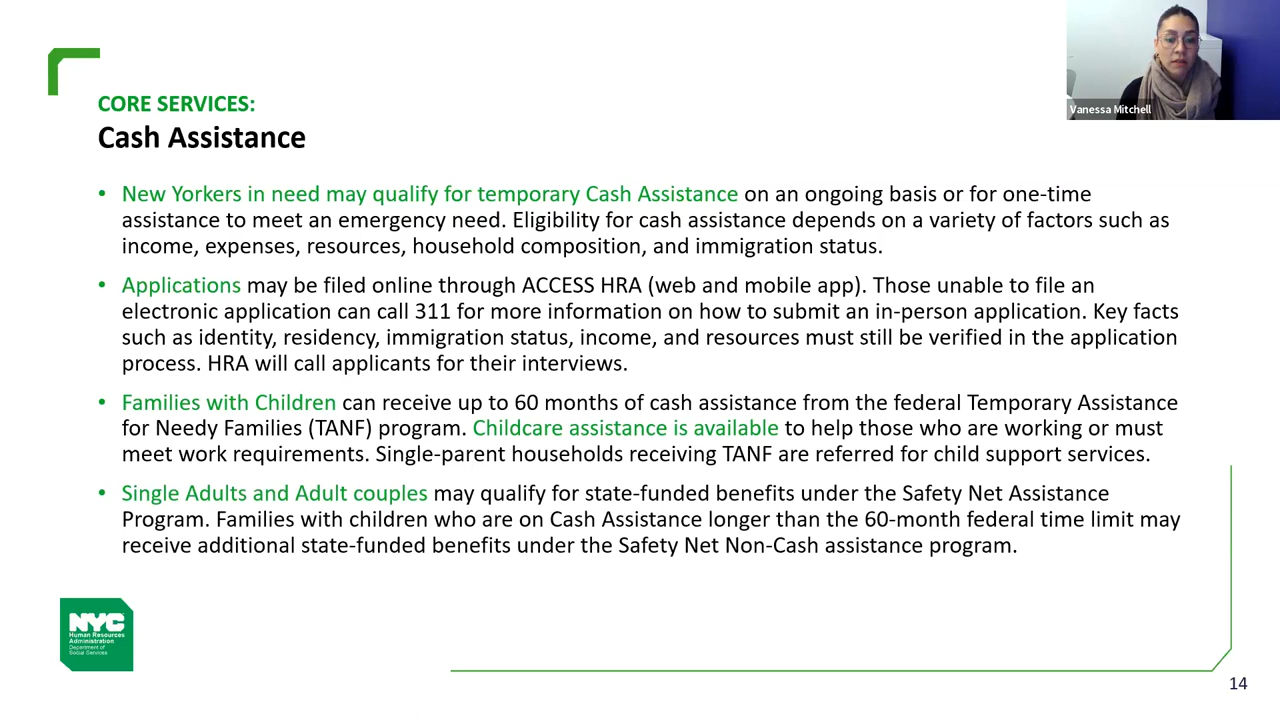 Vanessa Mitchell
CORE SERVICES:
Cash Assistance
• New Yorkers in need may qualify for temporary Cash Assistance on an ongoing basis or for one-time
assistance to meet an emergency need. Eligibility for cash assistance depends on a variety of factors such as
income, expenses, resources, household composition, and immigration status.
• Applications may be filed online through ACCESS HRA (web and mobile app). Those unable to file an
electronic application can call 311 for more information on how to submit an in-person application. Key facts
such as identity, residency, immigration status, income, and resources must still be verified in the application
process. HRA will call applicants for their interviews.
• Families with Children can receive up to 60 months of cash assistance from the federal Temporary Assistance
for Needy Families (TANF) program. Childcare assistance is available to help those who are working or must
meet work requirements. Single-parent households receiving TANF are referred for child support services.
• Single Adults and Adult couples may qualify for state-funded benefits under the Safety Net Assistance
Program. Families with children who are on Cash Assistance longer than the 60-month federal time limit may
receive additional state-funded benefits under the Safety Net Non-Cash assistance program.
NYC
Human Resources
Administration
Department of
Social Services
14